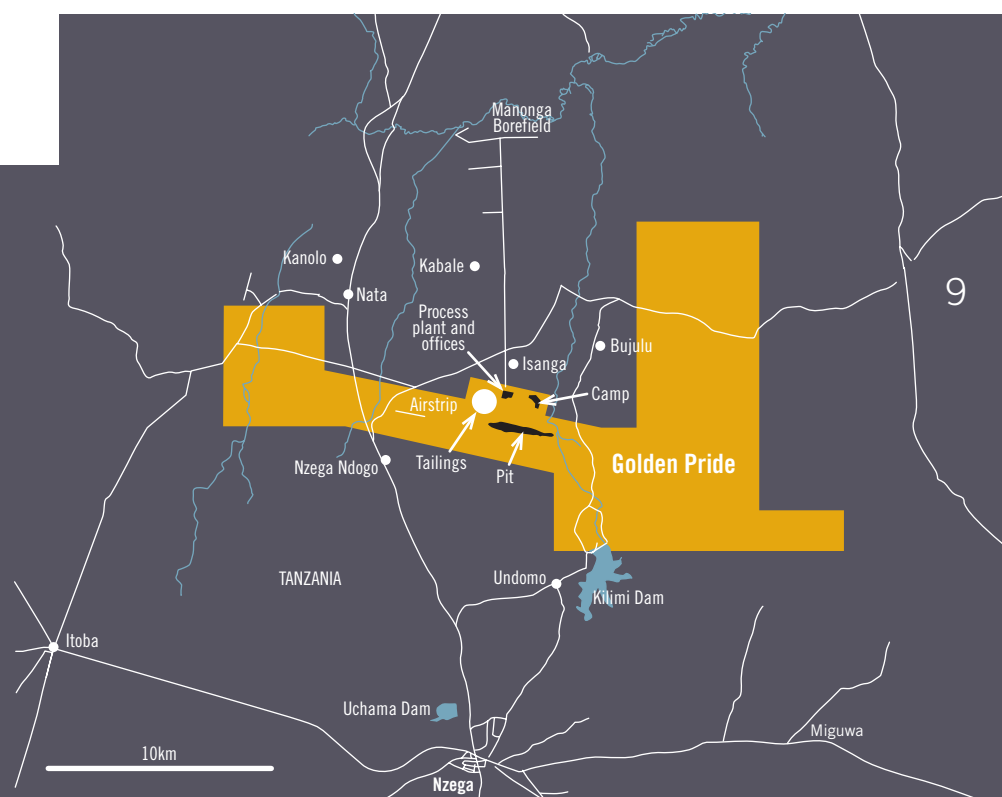 Manonga
Borefield
Kanolo
Kabale
9
Nata
Process
plant and
offices
Bujulu
Isanga
Camp
Airstrip
Tailings
Nzega Ndogo
Golden Pride
Pit
TANZANIA
Undomo
Kilimi Dam
Itoba
Uchama Dam
Miguwa
10km
Nzega